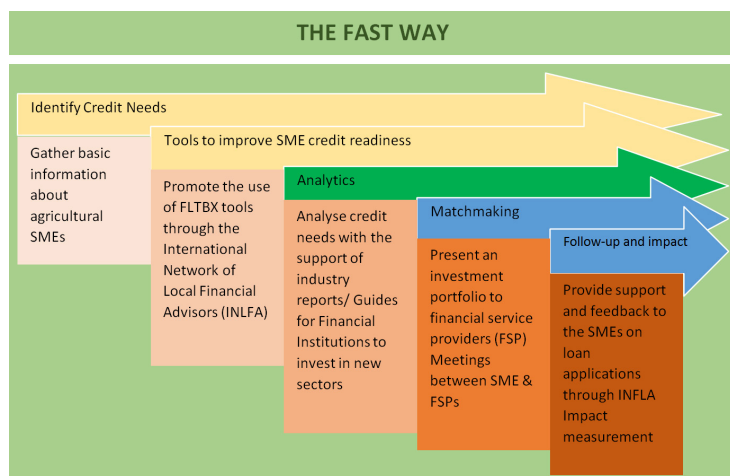 THE FAST WAY
Identify Credit Needs
Gather basic
information
about
agricultural
SMEs
Tools to improve SME credit readiness
Promote the use
of FLTBX tools
through the
International
Network of
Local Financial
Advisors (INLFA)
Analytics
Analyse credit
needs with the
support of
industry
reports/ Guides
for Financial
Institutions to
invest in new
sectors
Matchmaking
Present an
investment
portfolio to
financial service
providers (FSP)
Meetings
between SME &
FSPs
Follow-up and impact
Provide support
and feedback to
the SMEs on
loan
applications
through INFLA
Impact
measurement